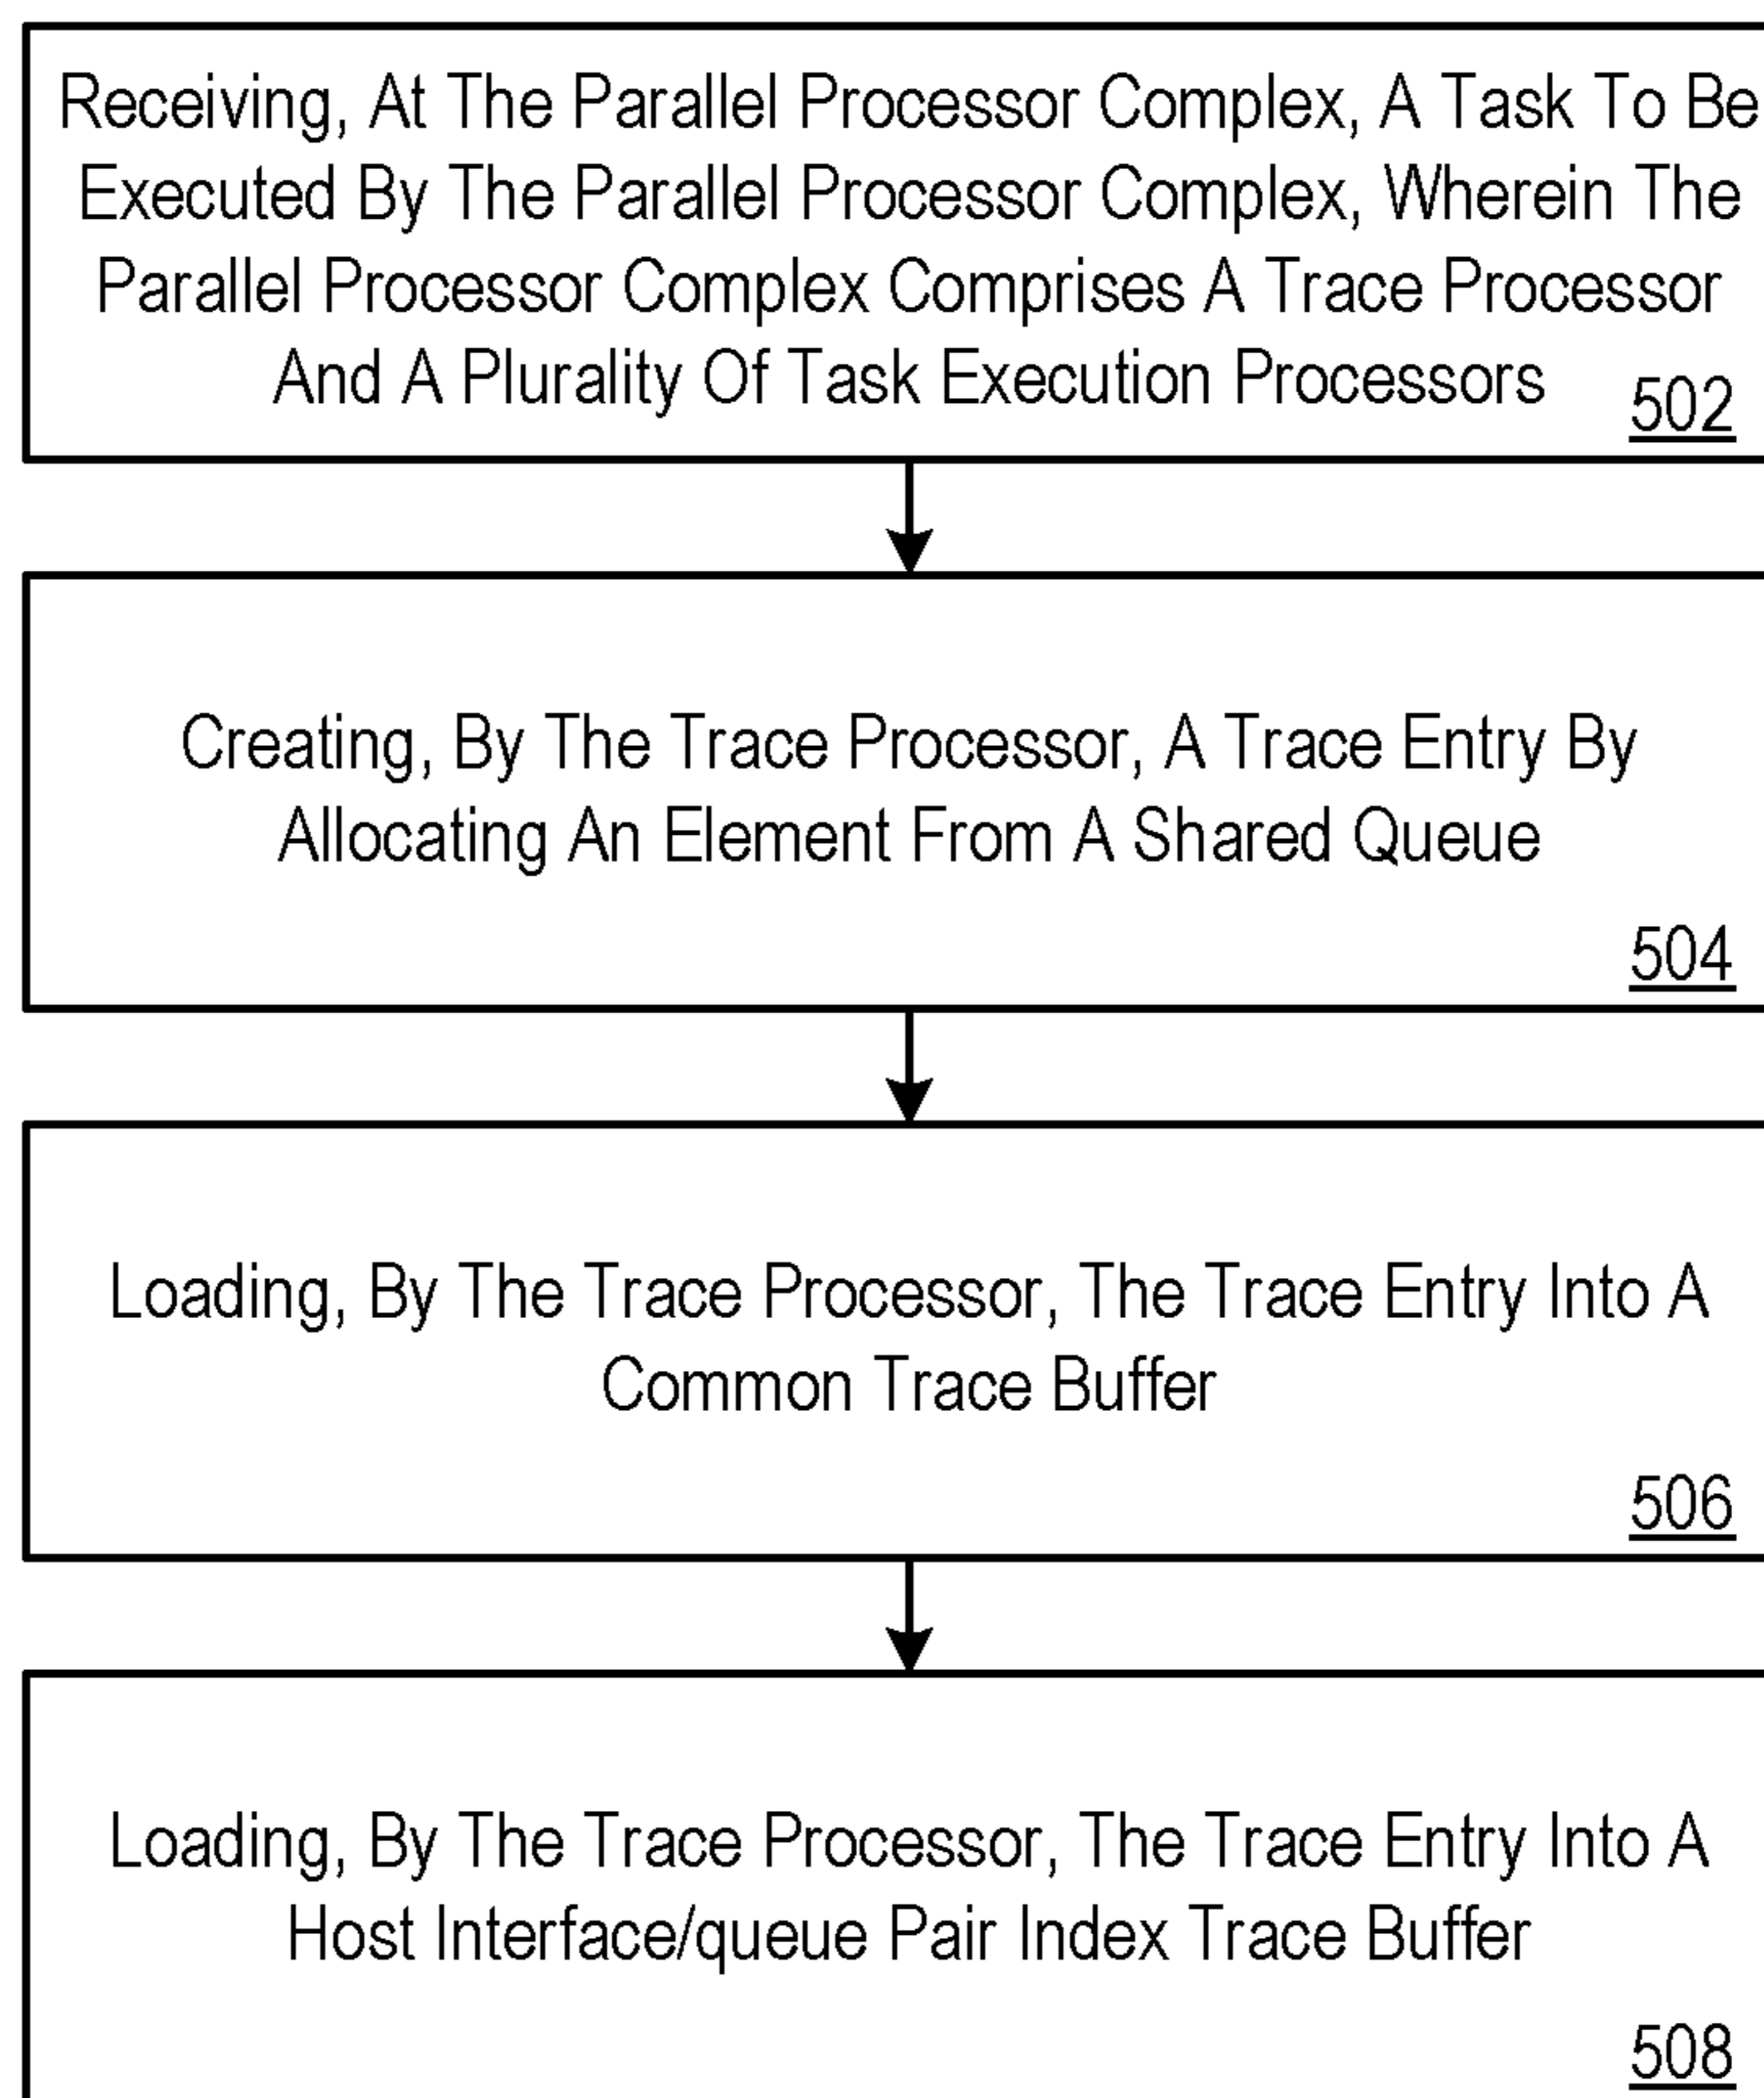 Receiving, At The Parallel Processor Complex, A Task To Be
Executed By The Parallel Processor Complex, Wherein The
Parallel Processor Complex Comprises A Trace Processor
And A Plurality Of Task Execution Processors
502
Creating, By The Trace Processor, A Trace Entry By
Allocating An Element From A Shared Queue
504
Loading, By The Trace Processor, The Trace Entry Into A
Common Trace Buffer
506
Loading, By The Trace Processor, The Trace Entry Into A
Host Interface/queue Pair Index Trace Buffer
508